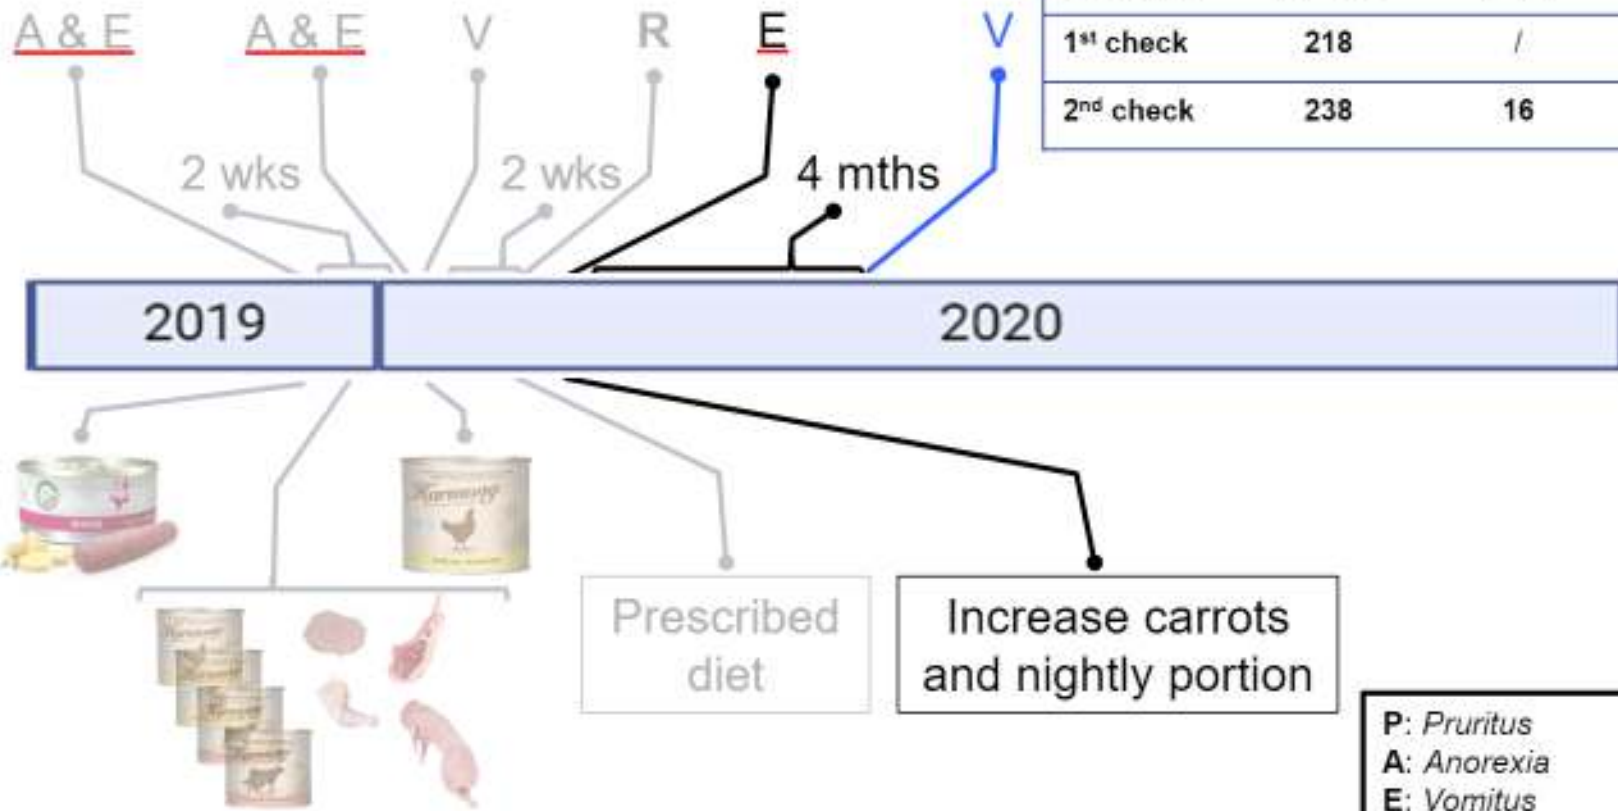 A & E
A & E
V
R
E
V
1st check 218 /
2nd check 238 16
2 wks
2 wks
4 mths
2019
2020
Harmony
Prescribed
diet
Increase carrots
and nightly portion
P: Pruritus
A: Anorexia
E: Vomitus